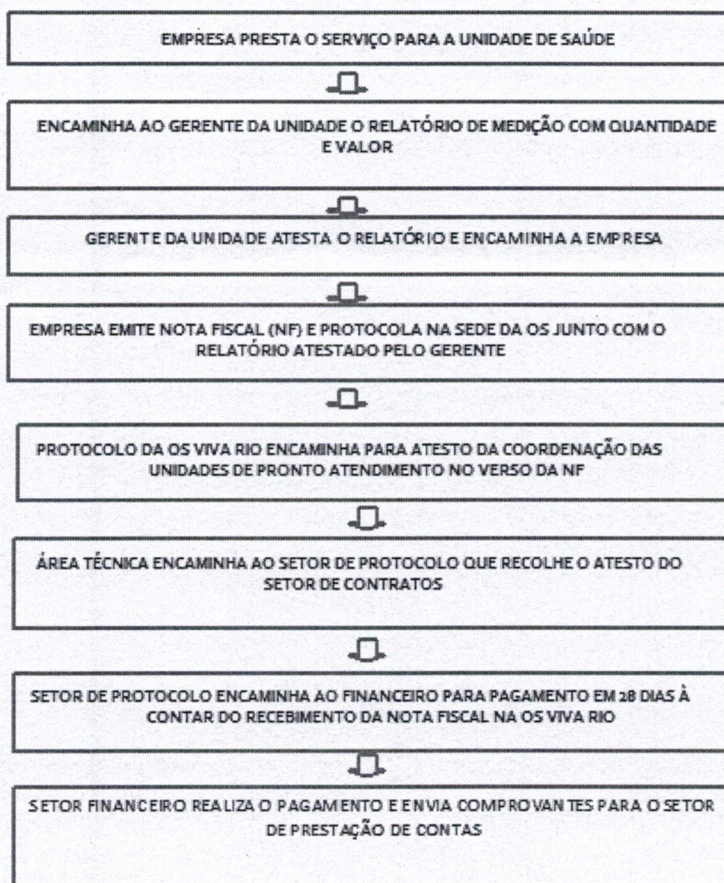 EMPRESA PRESTA O SERVIÇO PARA A UNIDADE DE SAÚDE
ENCAMINHA AO GERENTE DA UNIDADE O RELATÓRIO DE MEDIÇÃO COM QUANTIDADE
E VALOR
GERENTE DA UNIDADE ATESTA O RELATÓRIO E ENCAMINHA A EMPRESA
EMPRESA EMITE NOTA FISCAL (NF) E PROTOCOLA NA SEDE DA OS JUNTO COM O
RELATÓRIO ATESTADO PELO GERENTE
PROTOCOLO DA OS VIVA RIO ENCAMINHA PARA ATESTO DA COORDENAÇÃO DAS
UNIDADES DE PRONTO ATENDIMENTO NO VERSO DA NF
ÁREA TÉCNICA ENCAMINHA AO SETOR DE PROTOCOLO QUE RECOLHE O ATESTO DO
SETOR DE CONTRATOS
SETOR DE PROTOCOLO ENCAMINHA AO FINANCEIRO PARA PAGAMENTO EM 28 DIAS À
CONTAR DO RECEBIMENTO DA NOTA FISCAL NA OS VIVA RIO
SETOR FINANCEIRO REALIZA O PAGAMENTO E ENVIA COMPROVANTES PARA O SETOR
DE PRESTAÇÃO DE CONTAS